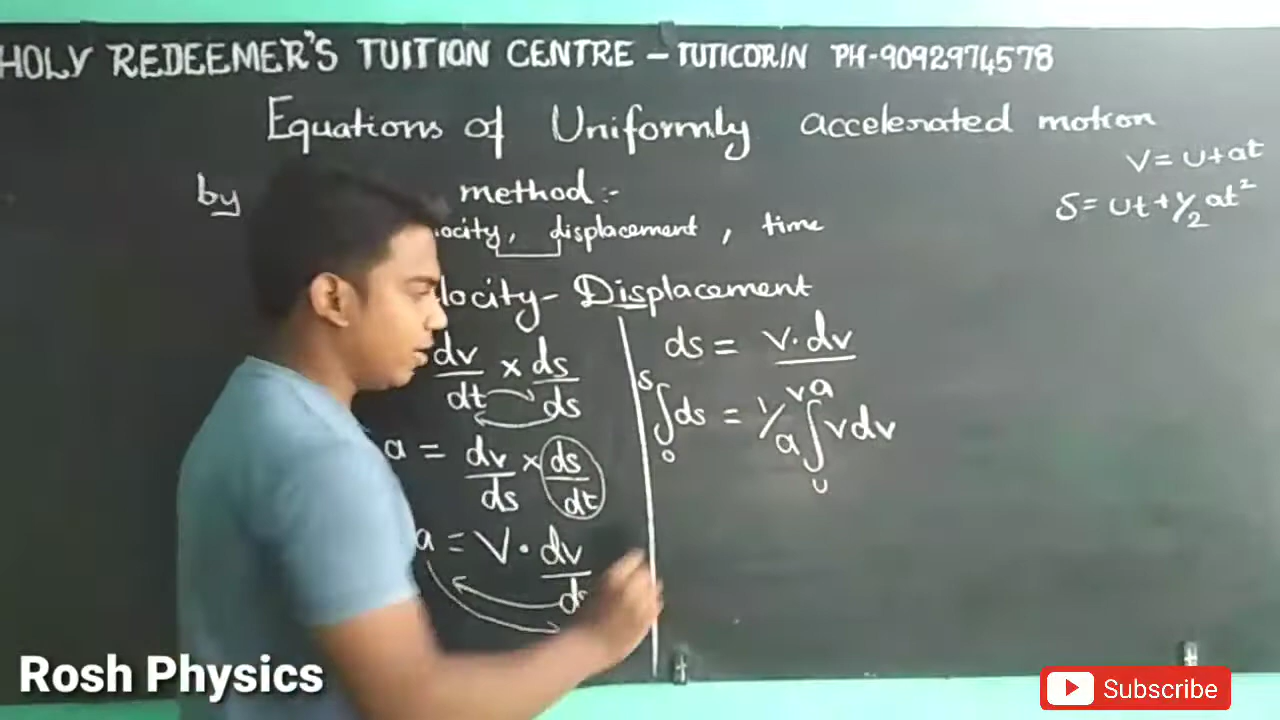 HOLY REDEEMER'S TUITION CENTRE – TUTICORIN PH-9092974578
Equations of Uniformly accelerated motion
V = u+at
by method :-
S = ut + 1/2 at²
ocity, displacement, time
locity – Displacement
dv/dt × ds/ds
a = dv/ds × ds/dt
a = V · dv/ds
ds = v·dv/a
∫₀ˢ ds = 1/a ∫ᵤᵛ v dv
Rosh Physics
Subscribe